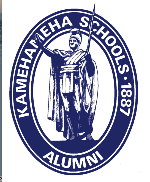 KAMEHAMEHA SCHOOLS · 1887
ALUMNI